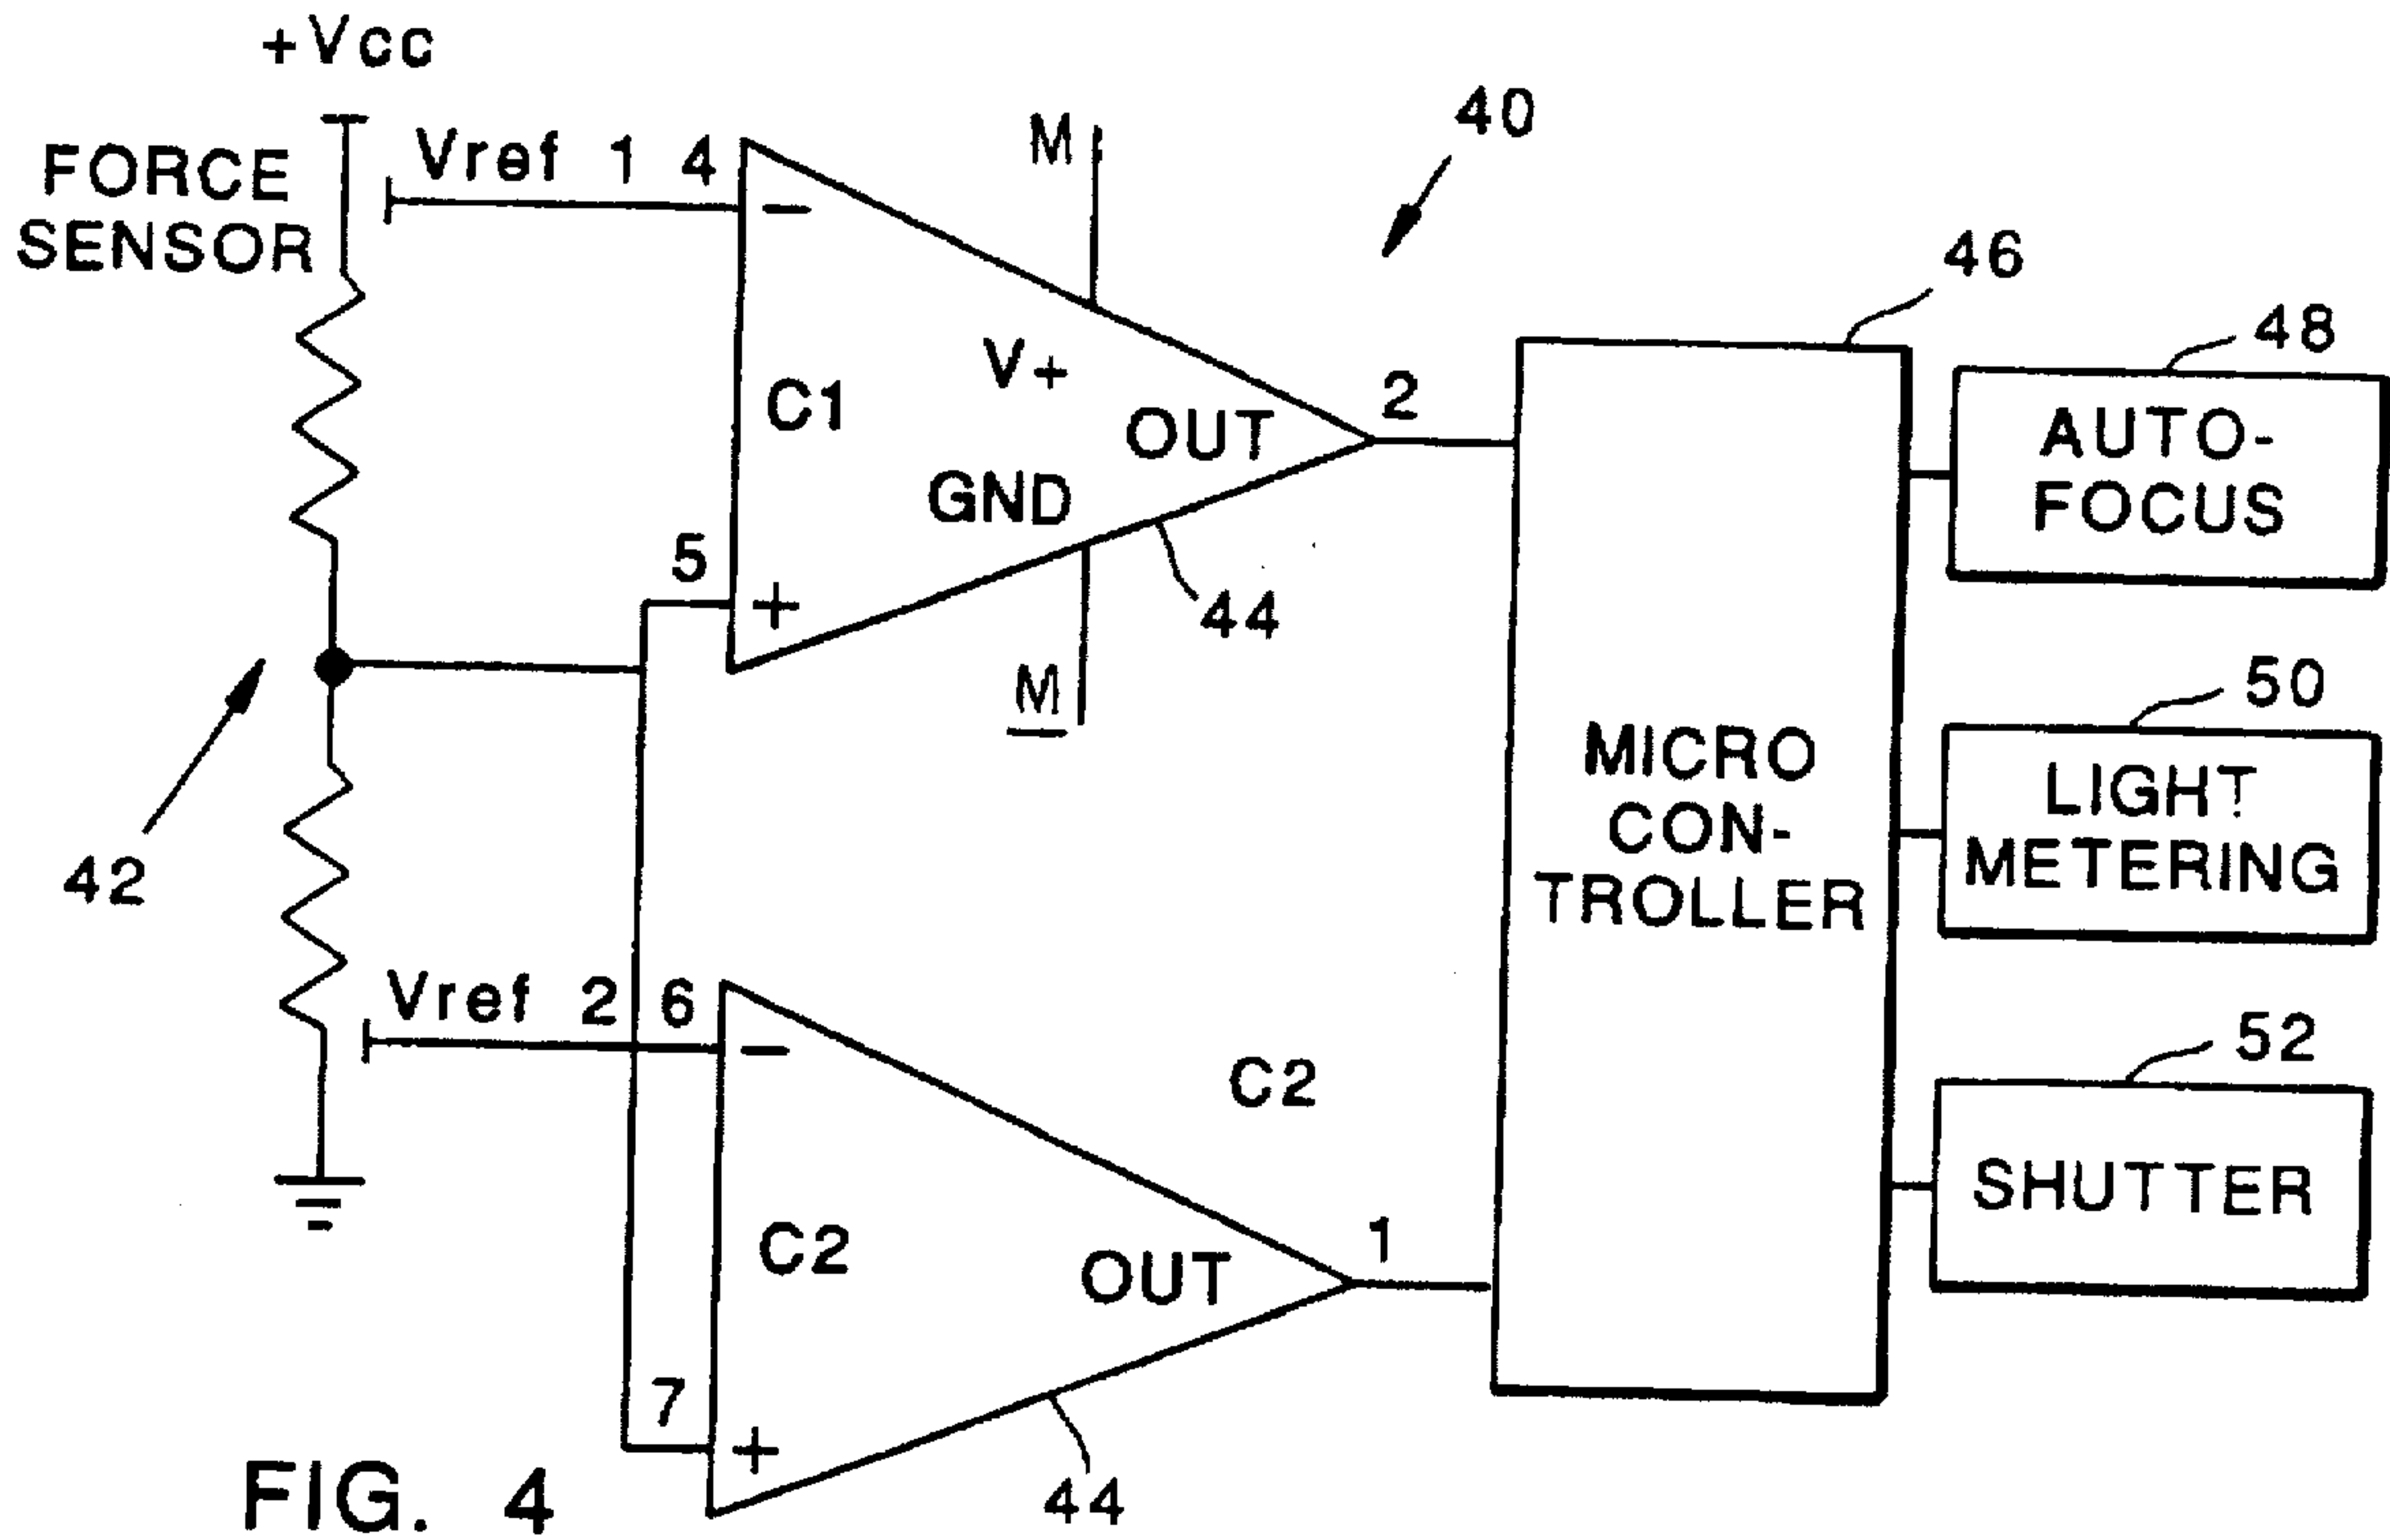 +Vcc
FORCE
SENSOR
Vref 1
4
-
M
40
C1
V+
OUT
GND
2
5
+
44
M
42
46
MICRO
CON-
TROLLER
48
AUTO-
FOCUS
50
LIGHT
METERING
52
SHUTTER
Vref 2
6
-
C2
C2
OUT
1
7
+
44
FIG. 4